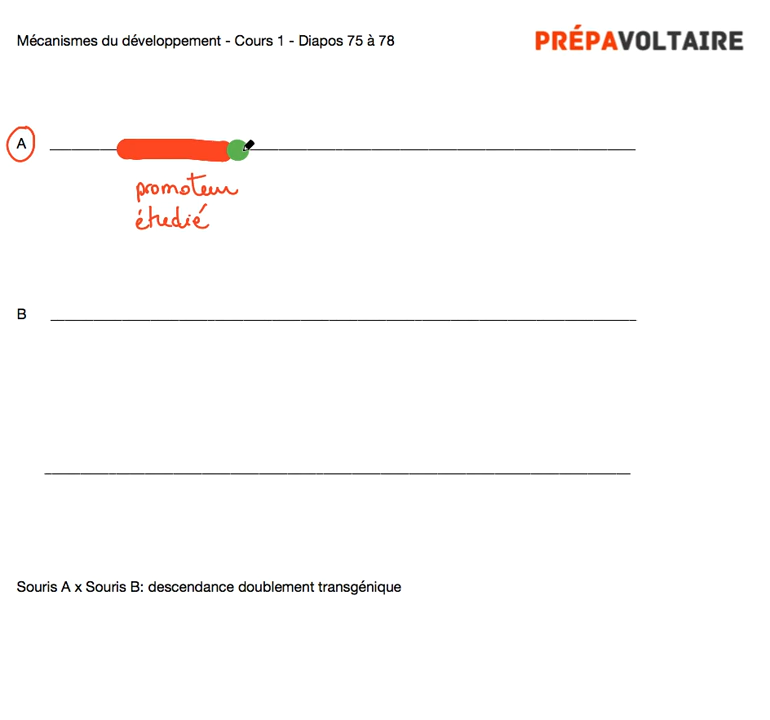 Mécanismes du développement - Cours 1 - Diapos 75 à 78
PRÉPAVOLTAIRE
A
promoteur
étudié
B
Souris A x Souris B: descendance doublement transgénique